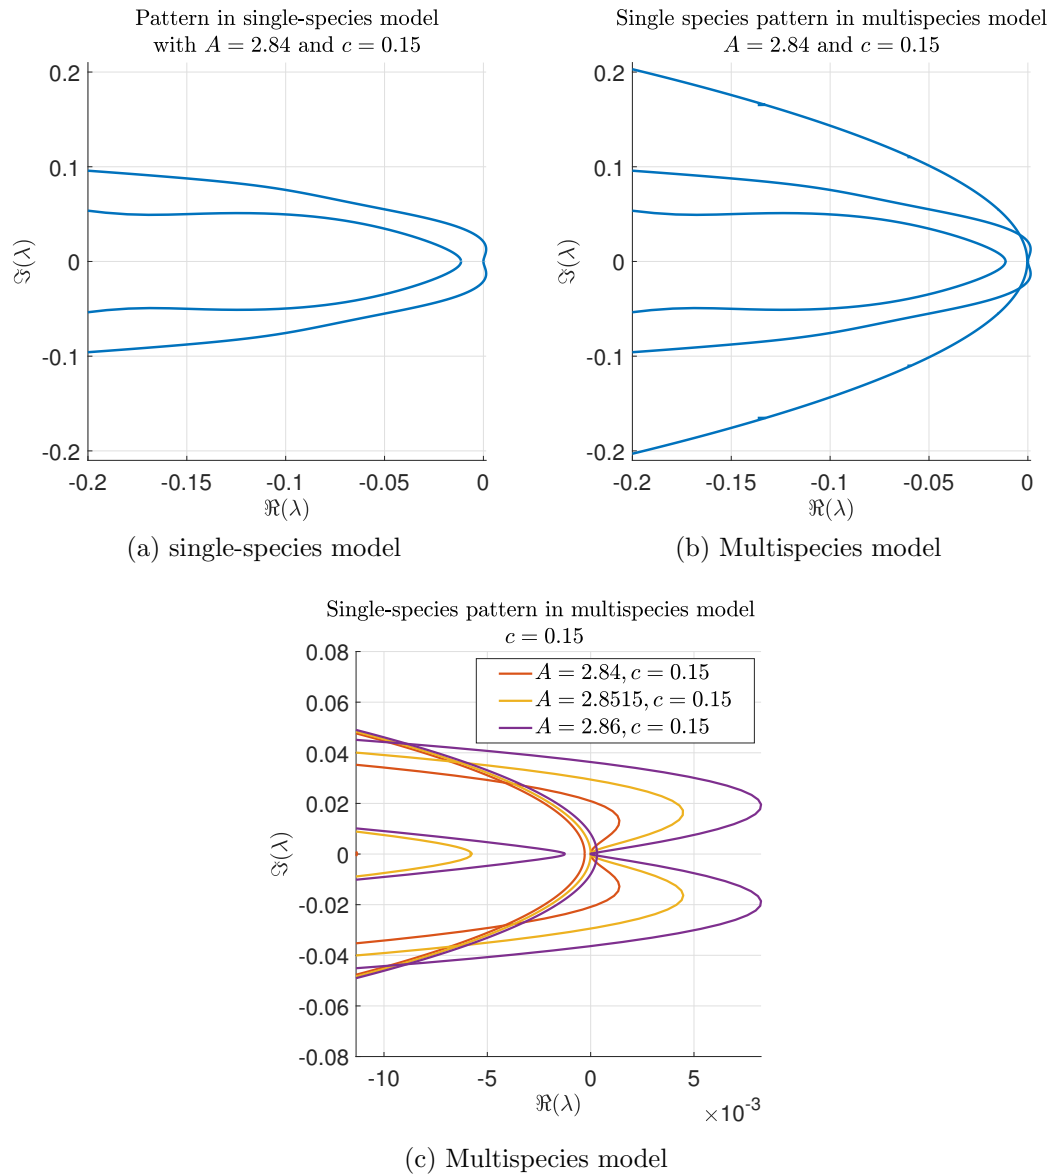 Pattern in single-species model
with A = 2.84 and c = 0.15
0.2
0.1
0
-0.1
-0.2
ℑ(λ)
-0.2 -0.15 -0.1 -0.05 0
ℜ(λ)
(a) single-species model
Single species pattern in multispecies model
A = 2.84 and c = 0.15
0.2
0.1
0
-0.1
-0.2
ℑ(λ)
-0.2 -0.15 -0.1 -0.05 0
ℜ(λ)
(b) Multispecies model
Single-species pattern in multispecies model
c = 0.15
A = 2.84, c = 0.15
A = 2.8515, c = 0.15
A = 2.86, c = 0.15
0.08
0.06
0.04
0.02
0
-0.02
-0.04
-0.06
-0.08
ℑ(λ)
-10 -5 0 5
ℜ(λ)
×10⁻³
(c) Multispecies model